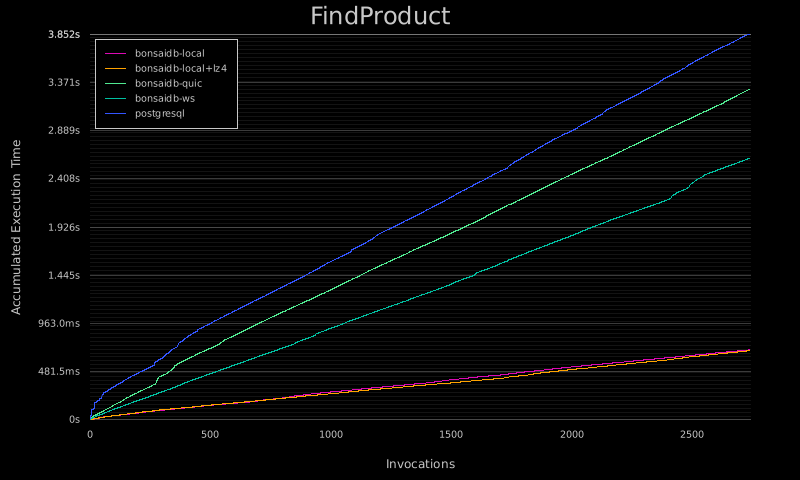 FindProduct
3.852s
3.371s
2.889s
2.408s
1.926s
1.445s
963.0ms
481.5ms
0s
Accumulated Execution Time
bonsaidb-local
bonsaidb-local+lz4
bonsaidb-quic
bonsaidb-ws
postgresql
0
500
1000
1500
2000
2500
Invocations